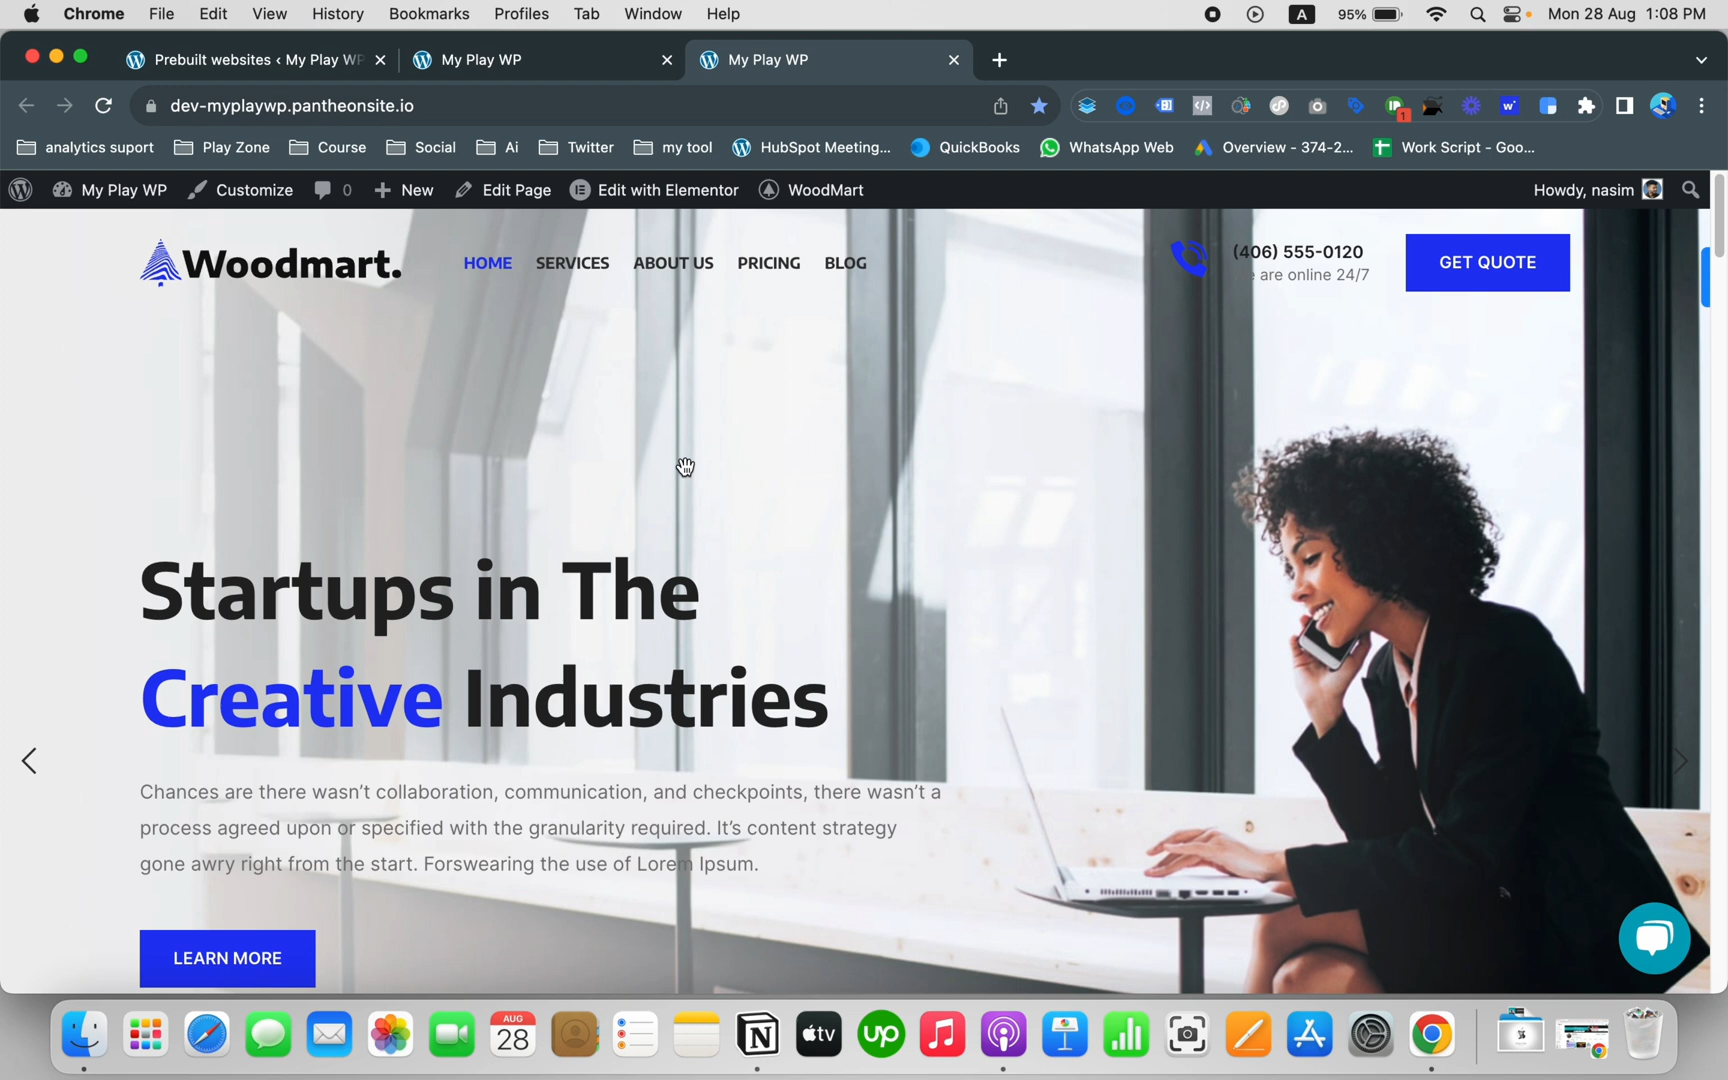 Chrome File Edit View History Bookmarks Profiles Tab Window Help A 95% Mon 28 Aug 1:08 PM
Prebuilt websites ‹ My Play WP My Play WP My Play WP
dev-myplaywp.pantheonsite.io 1
analytics suport Play Zone Course Social Ai Twitter my tool HubSpot Meeting... QuickBooks WhatsApp Web Overview - 374-2... Work Script - Goo...
My Play WP Customize 0 New Edit Page Edit with Elementor WoodMart Howdy, nasim
Woodmart. HOME SERVICES ABOUT US PRICING BLOG (406) 555-0120 GET QUOTE
e are online 24/7
Startups in The
Creative Industries
Chances are there wasn't collaboration, communication, and checkpoints, there wasn't a
process agreed upon or specified with the granularity required. It's content strategy
gone awry right from the start. Forswearing the use of Lorem Ipsum.
LEARN MORE
AUG
28
tv
up